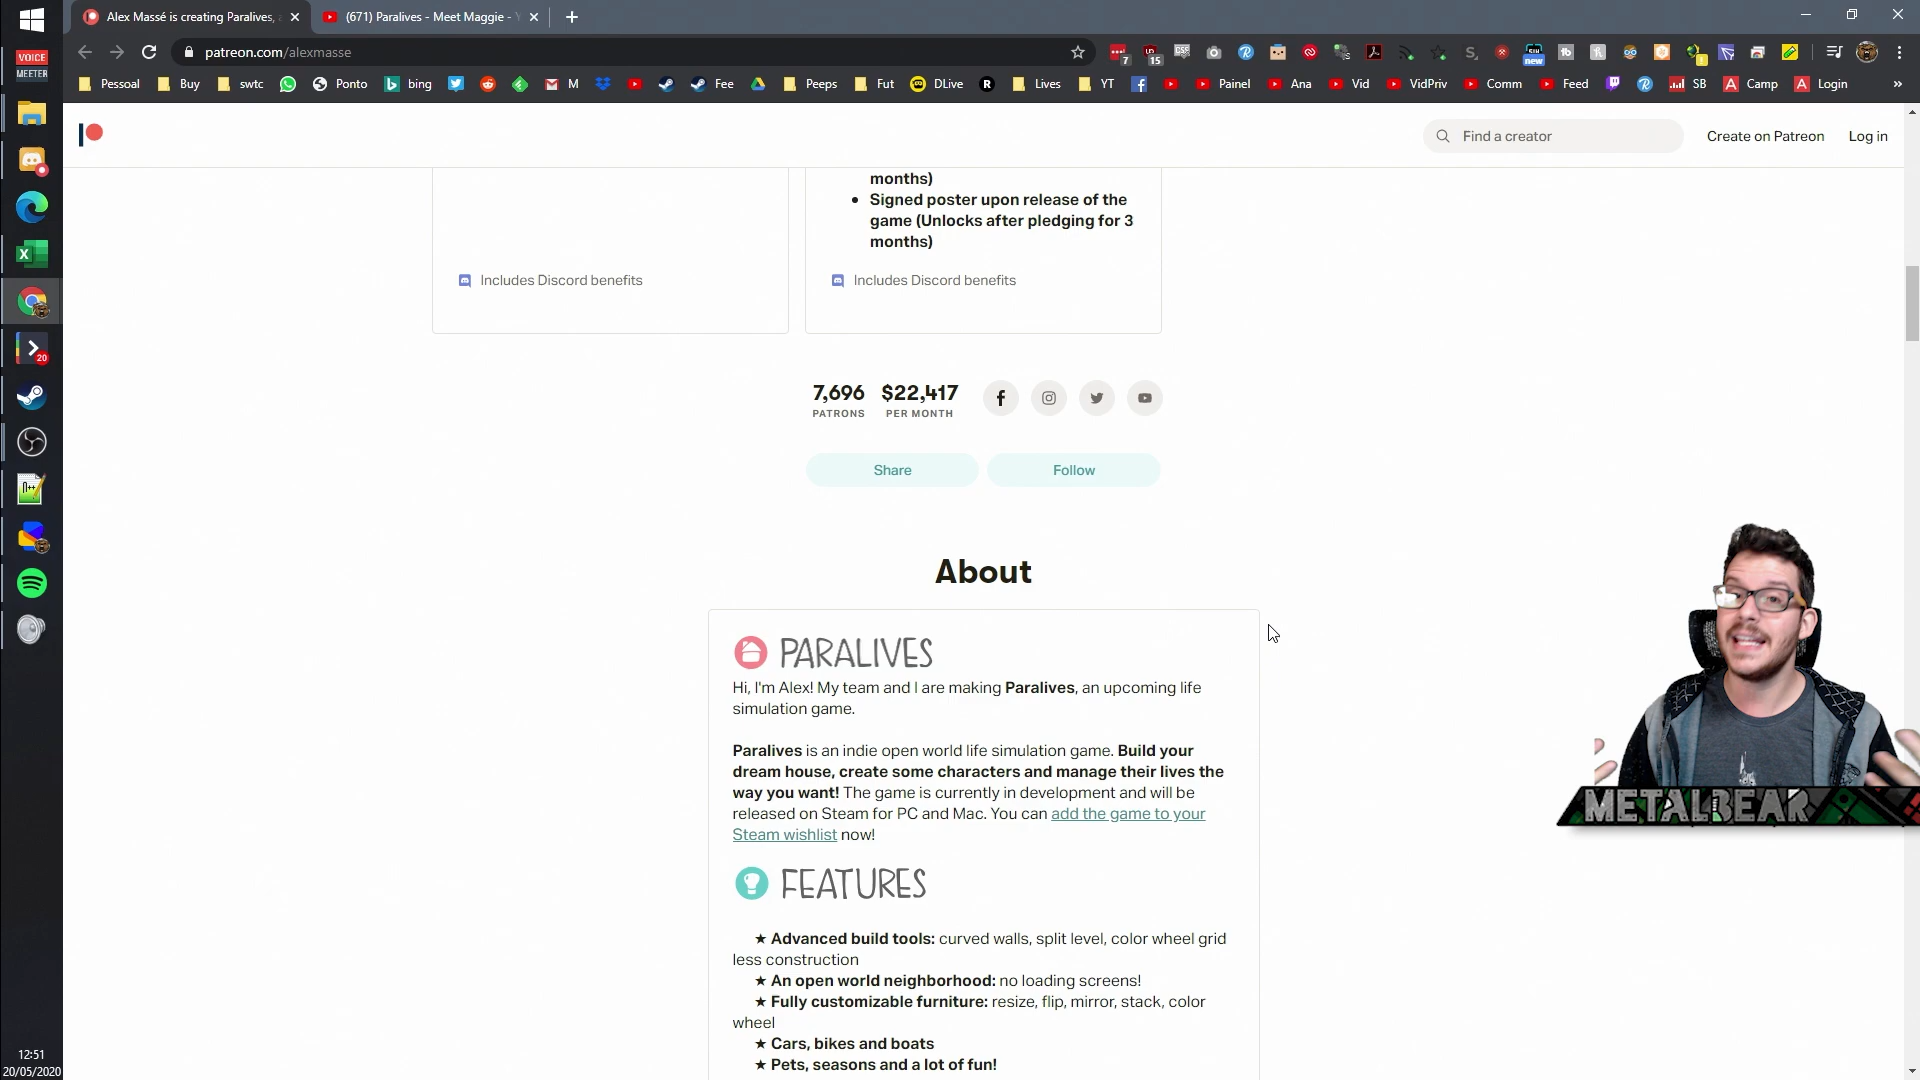 Alex Massé is creating Paralives,
(671) Paralives - Meet Maggie -
VOICE
MEETER
patreon.com/alexmasse
7
15
new
Pessoal
Buy
swtc
Ponto
bing
M
Fee
Peeps
Fut
DLive
Lives
YT
Painel
Ana
Vid
VidPriv
Comm
Feed
SB
Camp
Login
»
Find a creator
Create on Patreon
Log in
months)
• Signed poster upon release of the
game (Unlocks after pledging for 3
months)
Includes Discord benefits
Includes Discord benefits
20
7,696
PATRONS
$22,417
PER MONTH
Share
Follow
About
PARALIVES
Hi, I'm Alex! My team and I are making Paralives, an upcoming life
simulation game.
Paralives is an indie open world life simulation game. Build your
dream house, create some characters and manage their lives the
way you want! The game is currently in development and will be
released on Steam for PC and Mac. You can add the game to your
Steam wishlist now!
METALBEAR
FEATURES
★ Advanced build tools: curved walls, split level, color wheel grid
less construction
★ An open world neighborhood: no loading screens!
★ Fully customizable furniture: resize, flip, mirror, stack, color
wheel
★ Cars, bikes and boats
★ Pets, seasons and a lot of fun!
12:51
20/05/2020